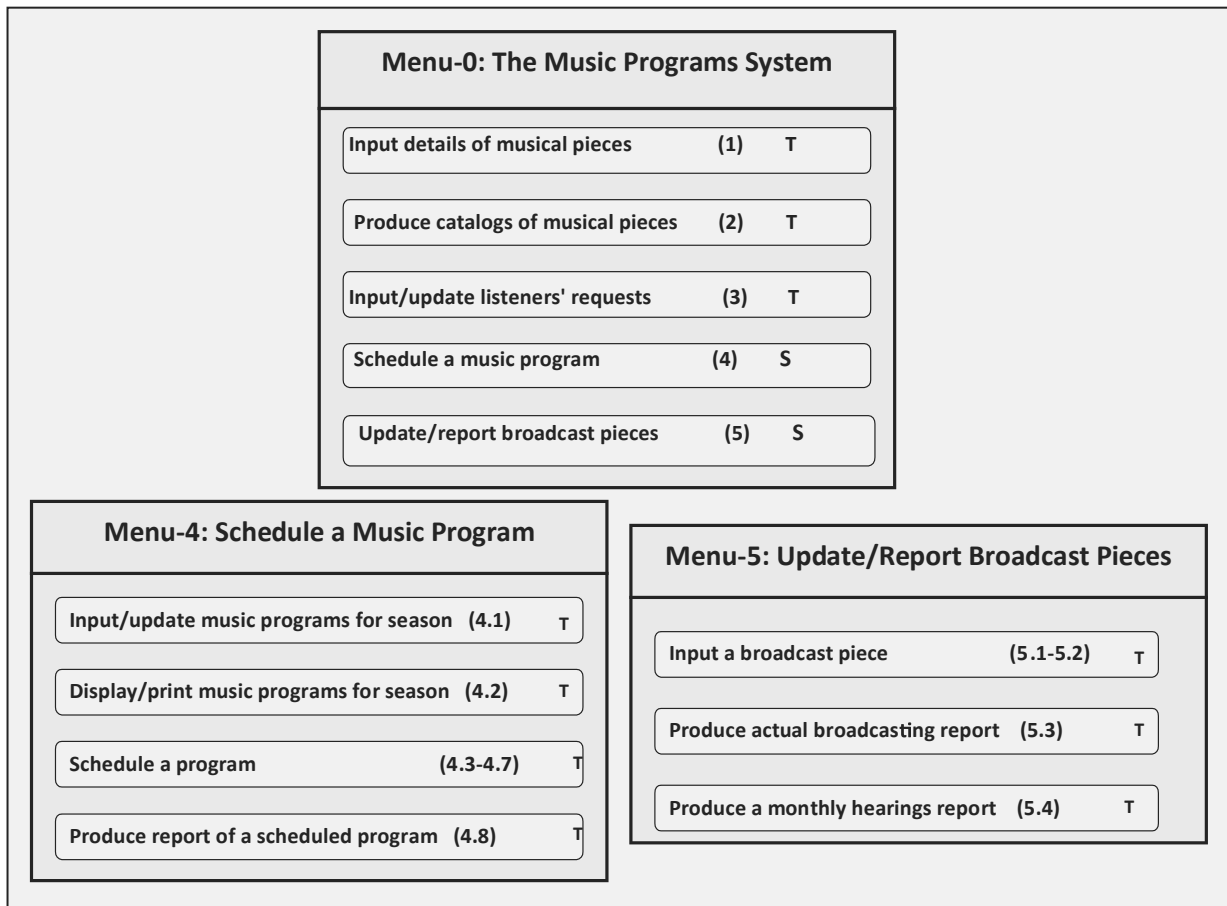 Menu-0: The Music Programs System
Input details of musical pieces (1) T
Produce catalogs of musical pieces (2) T
Input/update listeners' requests (3) T
Schedule a music program (4) S
Update/report broadcast pieces (5) S
Menu-4: Schedule a Music Program
Input/update music programs for season (4.1) T
Display/print music programs for season (4.2) T
Schedule a program (4.3-4.7) T
Produce report of a scheduled program (4.8) T
Menu-5: Update/Report Broadcast Pieces
Input a broadcast piece (5.1-5.2) T
Produce actual broadcasting report (5.3) T
Produce a monthly hearings report (5.4) T